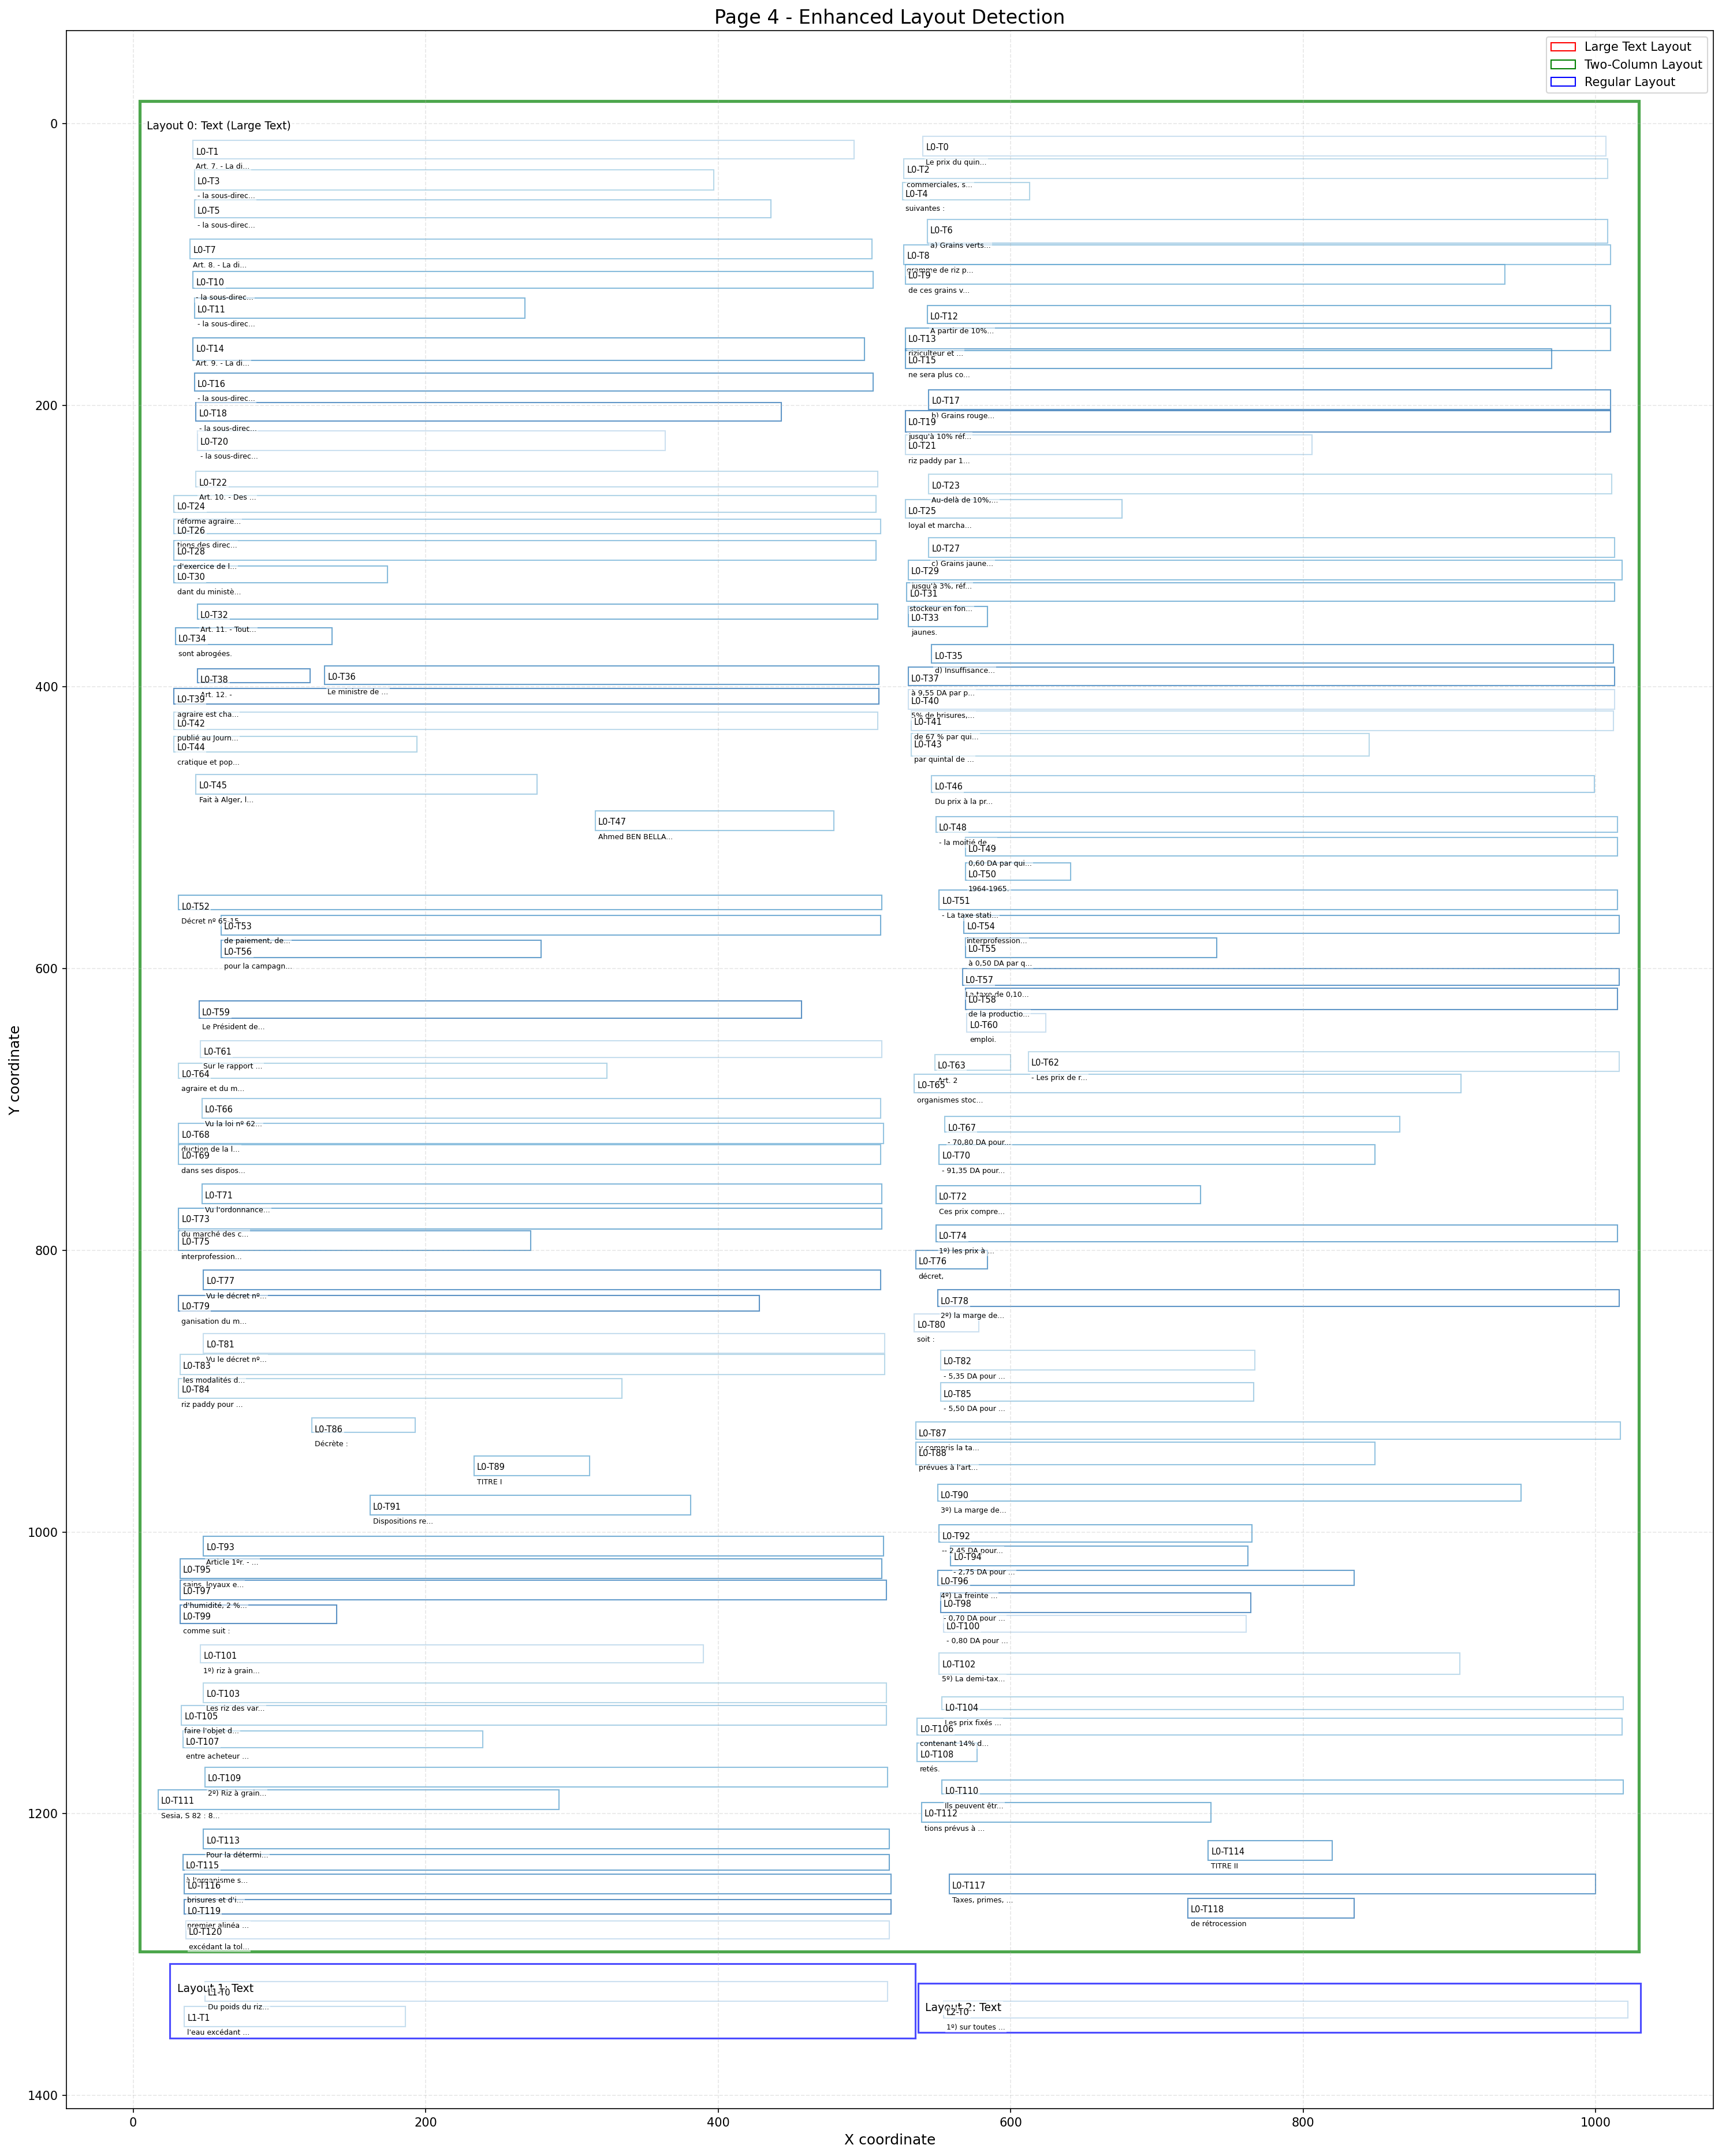 Page 4 - Enhanced Layout Detection
Large Text Layout
Two-Column Layout
Regular Layout
Y coordinate
0
200
400
600
800
1000
1200
1400
Layout 0: Text (Large Text)
L0-T1
Art. 7. - La di...
L0-T3
- la sous-direc...
L0-T5
- la sous-direc...
L0-T7
Art. 8. - La di...
L0-T10
- la sous-direc...
L0-T11
- la sous-direc...
L0-T14
Art. 9. - La di...
L0-T16
- la sous-direc...
L0-T18
- la sous-direc...
L0-T20
- la sous-direc...
L0-T22
Art. 10. - Des ...
L0-T24
réforme agraire...
L0-T26
tions des direc...
L0-T28
d'exercice de l...
L0-T30
dant du ministè...
L0-T32
Art. 11. - Tout...
L0-T34
sont abrogées.
L0-T38
Art. 12. -
L0-T36
Le ministre de ...
L0-T39
agraire est cha...
L0-T42
publié au Journ...
L0-T44
cratique et pop...
L0-T45
Fait à Alger, l...
L0-T47
Ahmed BEN BELLA...
L0-T52
Décret nº 65-15...
L0-T53
de paiement, de...
L0-T56
pour la campagn...
L0-T59
Le Président de...
L0-T61
Sur le rapport ...
L0-T64
agraire et du m...
L0-T66
Vu la loi nº 62...
L0-T68
duction de la l...
L0-T69
dans ses dispos...
L0-T71
Vu l'ordonnance...
L0-T73
du marché des c...
L0-T75
interprofession...
L0-T77
Vu le décret nº...
L0-T79
ganisation du m...
L0-T81
Vu le décret nº...
L0-T83
les modalités d...
L0-T84
riz paddy pour ...
L0-T86
Décrète :
L0-T89
TITRE I
L0-T91
Dispositions re...
L0-T93
Article 1ºr. - ...
L0-T95
sains, loyaux e...
L0-T97
d'humidité, 2 %...
L0-T99
comme suit :
L0-T101
1º) riz à grain...
L0-T103
Les riz des var...
L0-T105
faire l'objet d...
L0-T107
entre acheteur ...
L0-T109
2º) Riz à grain...
L0-T111
Sesia, S 82 : 8...
L0-T113
Pour la détermi...
L0-T115
à l'organisme s...
L0-T116
brisures et d'i...
L0-T119
premier alinéa ...
L0-T120
excédant la tol...
L0-T0
Le prix du quin...
L0-T2
commerciales, s...
L0-T4
suivantes :
L0-T6
a) Grains verts...
L0-T8
gramme de riz p...
L0-T9
de ces grains v...
L0-T12
A partir de 10%...
L0-T13
riziculteur et ...
L0-T15
ne sera plus co...
L0-T17
b) Grains rouge...
L0-T19
jusqu'à 10% réf...
L0-T21
riz paddy par 1...
L0-T23
Au-delà de 10%,...
L0-T25
loyal et marcha...
L0-T27
c) Grains jaune...
L0-T29
jusqu'à 3%, réf...
L0-T31
stockeur en fon...
L0-T33
jaunes.
L0-T35
d) Insuffisance...
L0-T37
à 9,55 DA par p...
L0-T40
5% de brisures,...
L0-T41
de 67 % par qui...
L0-T43
par quintal de ...
L0-T46
Du prix à la pr...
L0-T48
- la moitié de...
L0-T49
0,60 DA par qui...
L0-T50
1964-1965.
L0-T51
- La taxe stati...
L0-T54
interprofession...
L0-T55
à 0,50 DA par q...
L0-T57
La taxe de 0,10...
L0-T58
de la productio...
L0-T60
emploi.
L0-T63
Art. 2
L0-T62
- Les prix de r...
L0-T65
organismes stoc...
L0-T67
- 70,80 DA pour...
L0-T70
- 91,35 DA pour...
L0-T72
Ces prix compre...
L0-T74
1º) les prix à ...
L0-T76
décret,
L0-T78
2º) la marge de...
L0-T80
soit :
L0-T82
- 5,35 DA pour ...
L0-T85
- 5,50 DA pour ...
L0-T87
y compris la ta...
L0-T88
prévues à l'art...
L0-T90
3º) La marge de...
L0-T92
-- 2,45 DA pour...
L0-T94
- 2,75 DA pour ...
L0-T96
4º) La freinte ...
L0-T98
- 0,70 DA pour ...
L0-T100
- 0,80 DA pour ...
L0-T102
5º) La demi-tax...
L0-T104
Les prix fixés ...
L0-T106
contenant 14% d...
L0-T108
retés.
L0-T110
Ils peuvent êtr...
L0-T112
tions prévus à ...
L0-T114
TITRE II
L0-T117
Taxes, primes, ...
L0-T118
de rétrocession
Layout 1: Text
L1-T0
Du poids du riz...
L1-T1
l'eau excédant ...
Layout 2: Text
L2-T0
1º) sur toutes ...
0
200
400
600
800
1000
X coordinate